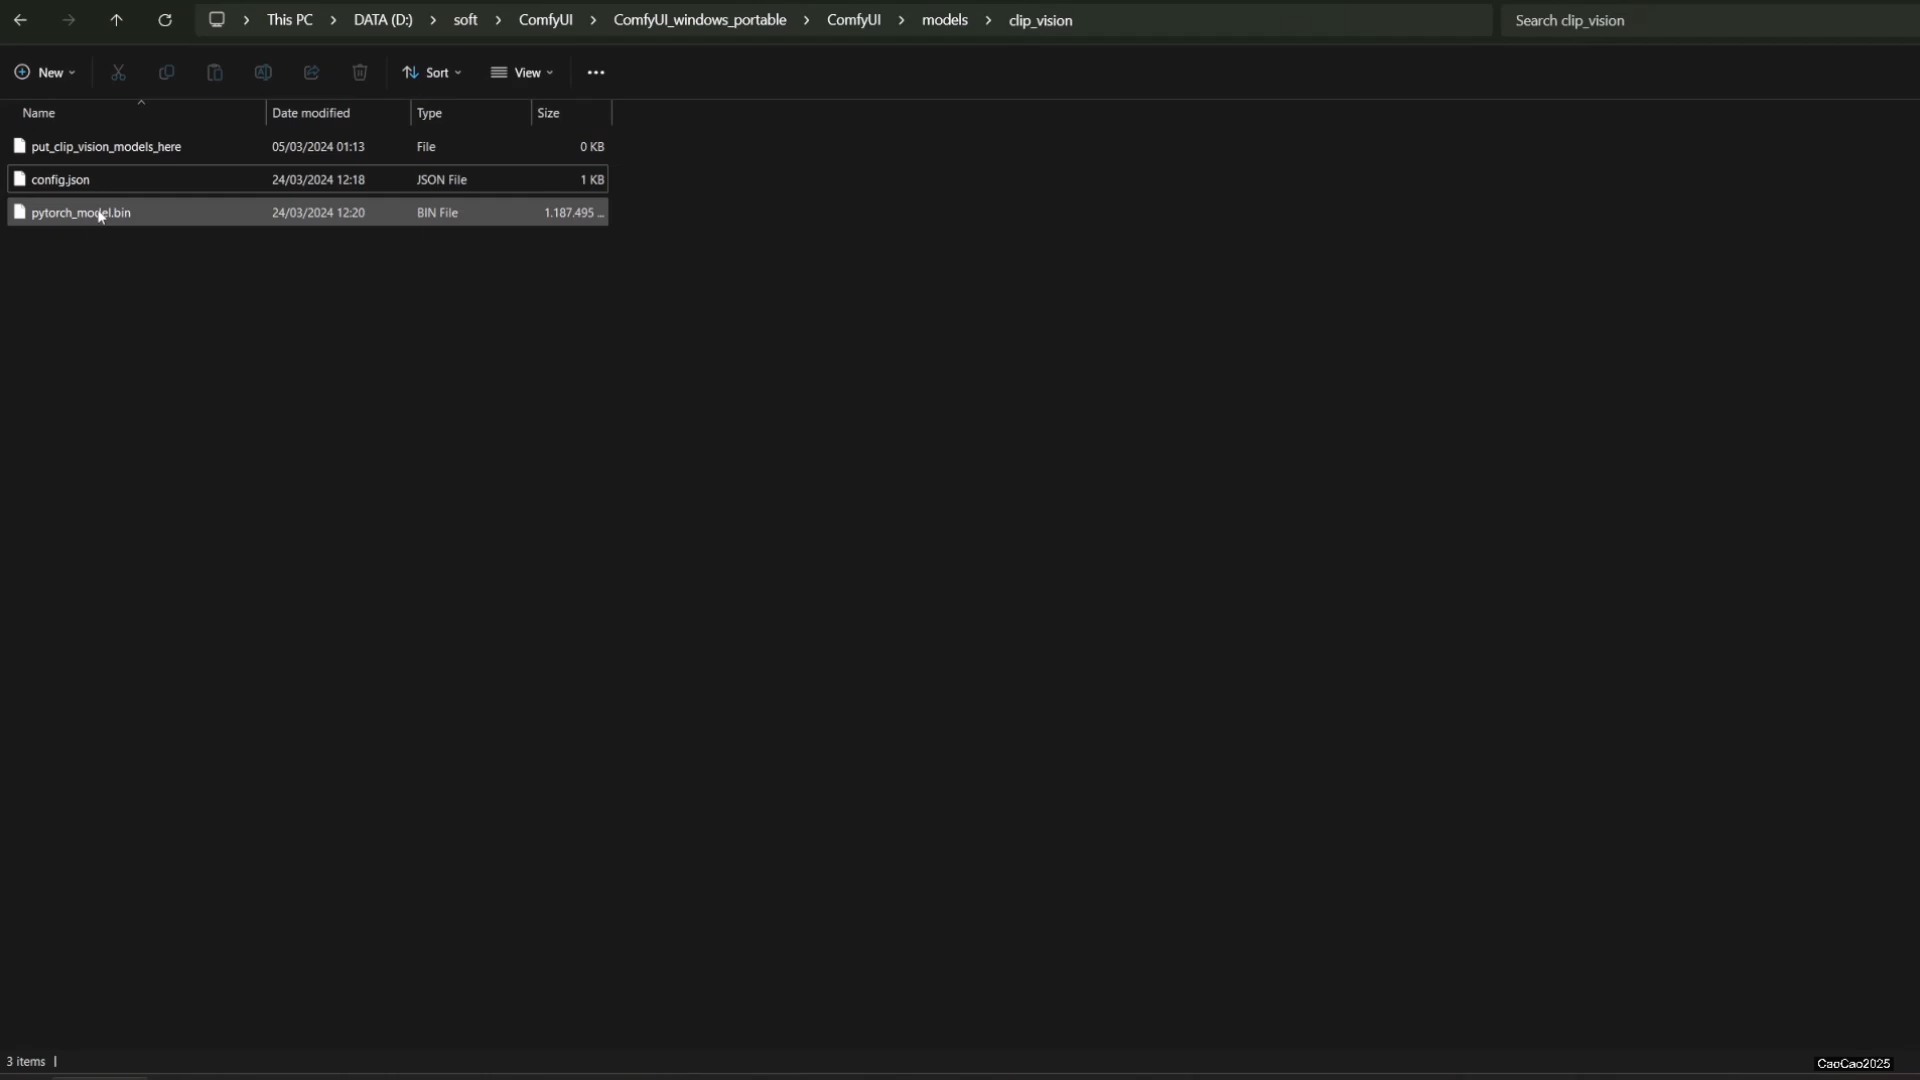 This PC > DATA (D:) > soft > ComfyUI > ComfyUI_windows_portable > ComfyUI > models > clip_vision
Search clip_vision
New Sort View
Name Date modified Type Size
put_clip_vision_models_here 05/03/2024 01:13 File 0 KB
config.json 24/03/2024 12:18 JSON File 1 KB
pytorch_model.bin 24/03/2024 12:20 BIN File 1.187.495 ...
3 items
CaoCao2025